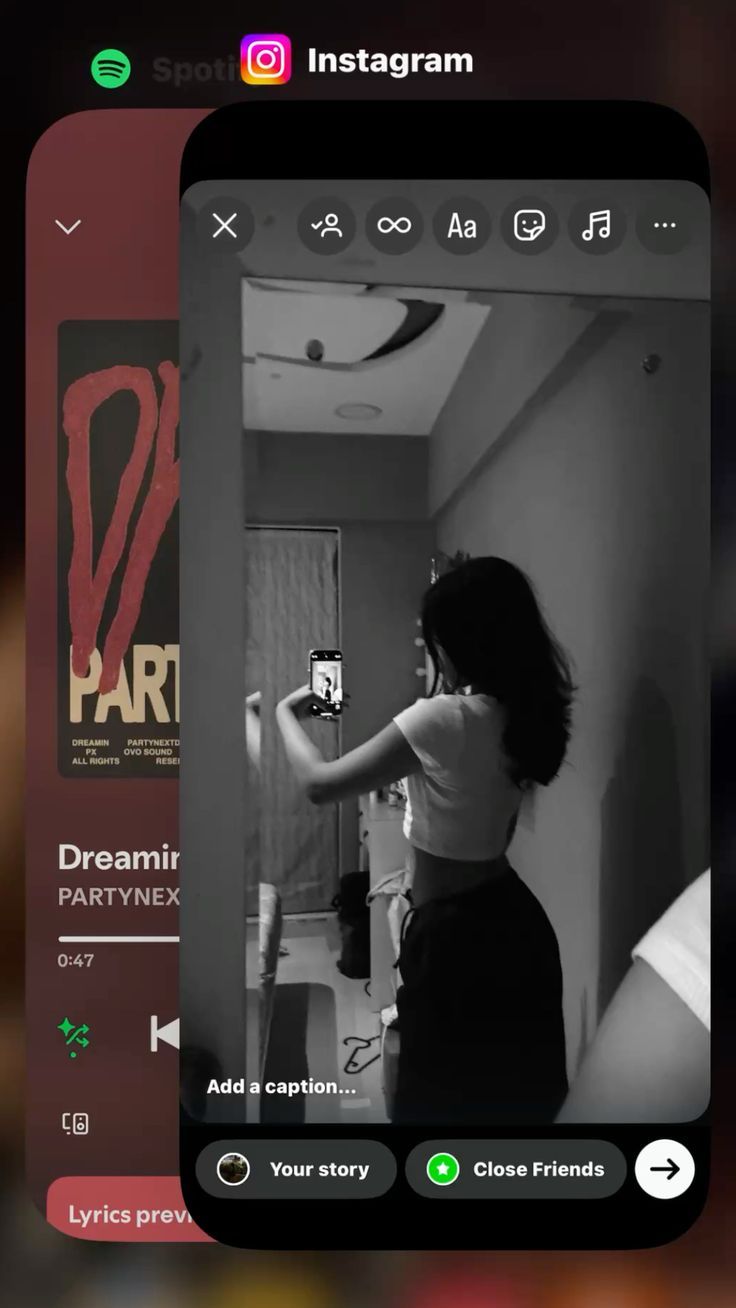 Spoti
Instagram
Aa
PART
DREAMIN PARTYNEXTD
PX OVO SOUND
ALL RIGHTS RESE
Dreamin
PARTYNEX
0:47
Add a caption...
Your story
Close Friends
Lyrics previ